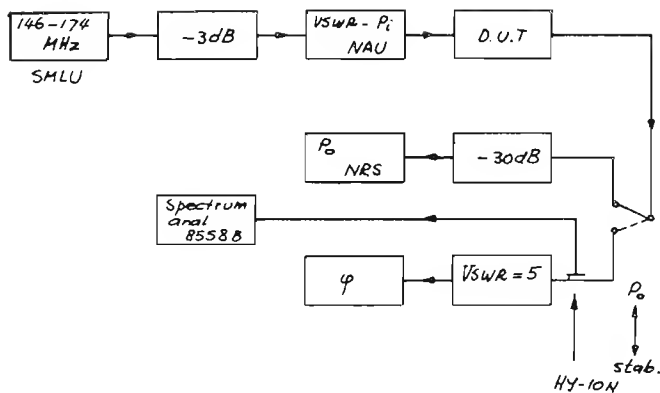 146-174
MHz
SMLU
-3dB
VSWR - Pi
NAU
D.U.T
Po
NRS
-30dB
Spectrum
anal
8558B
φ
VSWR = 5
Po
stab.
HY-10N